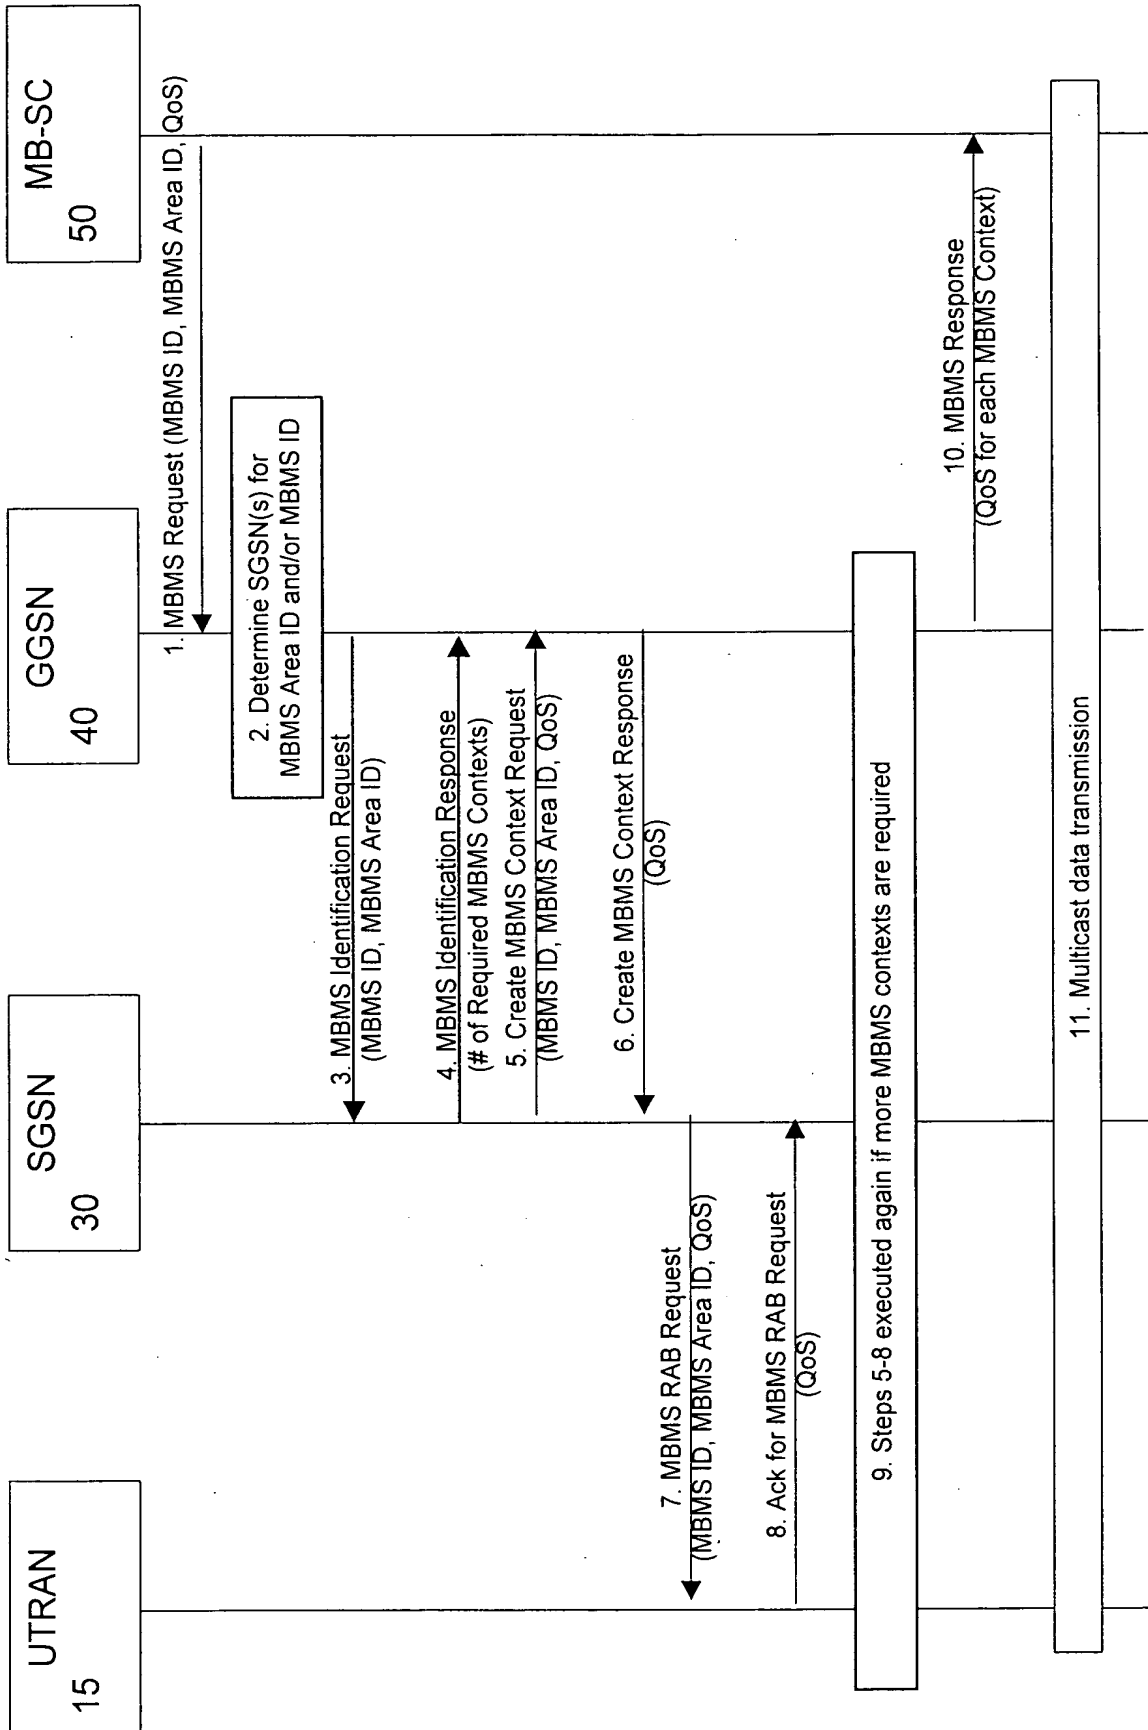 UTRAN
15
SGSN
30
GGSN
40
MB-SC
50
1. MBMS Request (MBMS ID, MBMS Area ID, QoS)
2. Determine SGSN(s) for
MBMS Area ID and/or MBMS ID
3. MBMS Identification Request
(MBMS ID, MBMS Area ID)
4. MBMS Identification Response
(# of Required MBMS Contexts)
5. Create MBMS Context Request
(MBMS ID, MBMS Area ID, QoS)
6. Create MBMS Context Response
(QoS)
7. MBMS RAB Request
(MBMS ID, MBMS Area ID, QoS)
8. Ack for MBMS RAB Request
(QoS)
9. Steps 5-8 executed again if more MBMS contexts are required
10. MBMS Response
(QoS for each MBMS Context)
11. Multicast data transmission